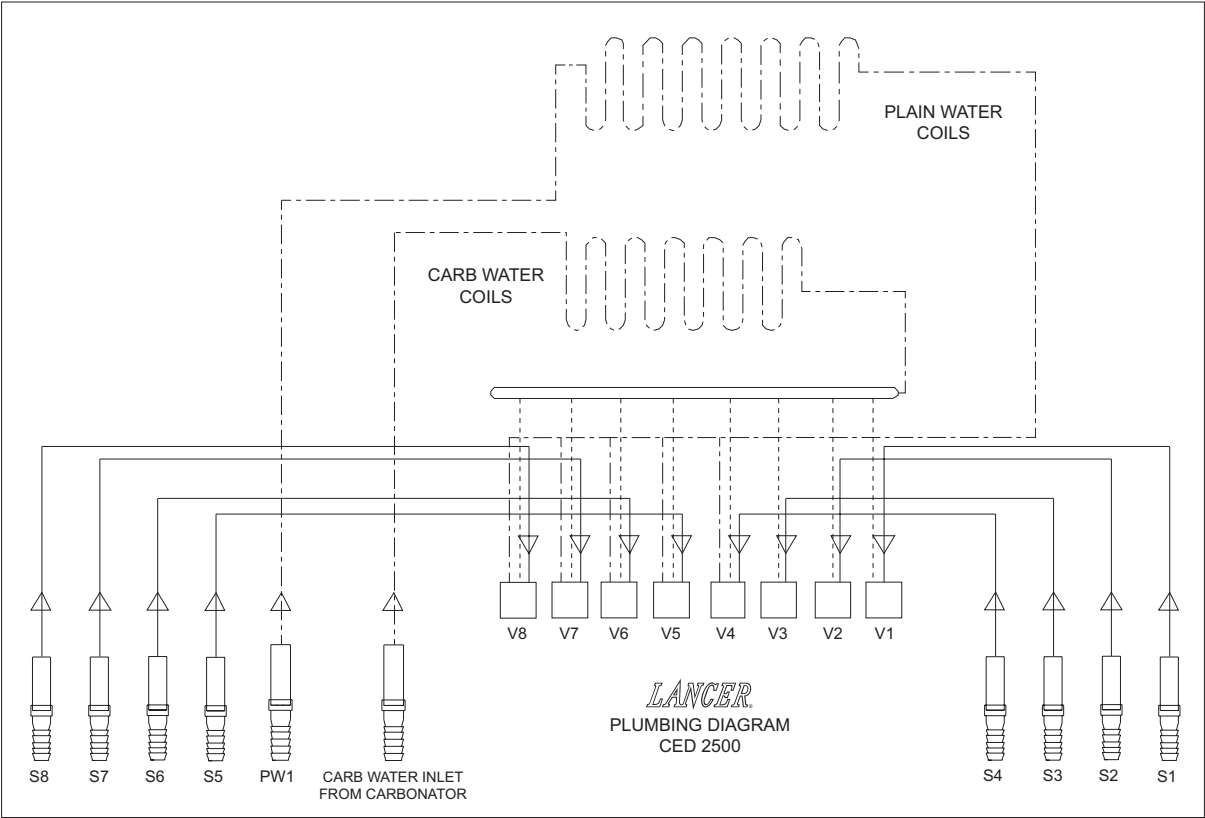 PLAIN WATER
COILS
CARB WATER
COILS
V8 V7 V6 V5 V4 V3 V2 V1
LANCER
PLUMBING DIAGRAM
CED 2500
S8 S7 S6 S5 PW1 CARB WATER INLET
FROM CARBONATOR
S4 S3 S2 S1